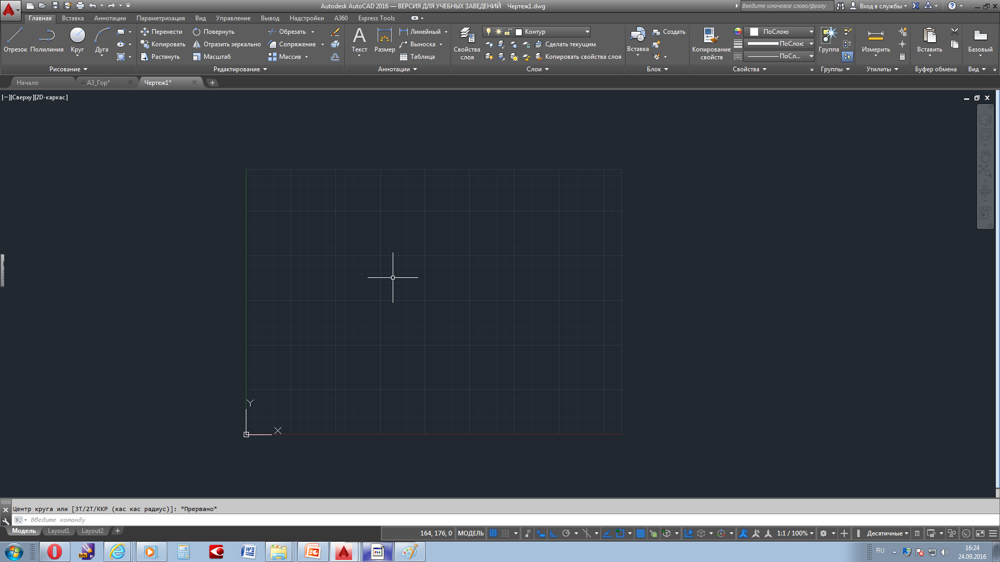 Autodesk AutoCAD 2016 — ВЕРСИЯ ДЛЯ УЧЕБНЫХ ЗАВЕДЕНИЙ Чертеж1.dwg
Введите ключевое слово/фразу
Вход в службы
Главная Вставка Аннотации Параметризация Вид Управление Вывод Надстройки A360 Express Tools
Отрезок
Полилиния
Круг
Дуга
Рисование
Перенести
Повернуть
Обрезать
Копировать
Отразить зеркально
Сопряжение
Растянуть
Масштаб
Массив
Редактирование
Текст
Размер
Линейный
Выноска
Таблица
Аннотации
Свойства слоя
Контур
Сделать текущим
Копировать свойства слоя
Слои
Вставка
Создать
Блок
Копирование свойств
ПоСлою
ПоСлою
ПоСл...
Свойства
Группа
Группы
Измерить
Утилиты
Вставить
Буфер обмена
Базовый
Вид
Начало
A3_Гор*
Чертеж1*
[−][Сверху][2D-каркас]
Y
X
Центр круга или [3Т/2Т/ККР (кас кас радиус)]: *Прервано*
Введите команду
Модель Layout1 Layout2
164, 176, 0 МОДЕЛЬ
1:1 / 100%
Десятичные
RU
16:24
24.09.2016